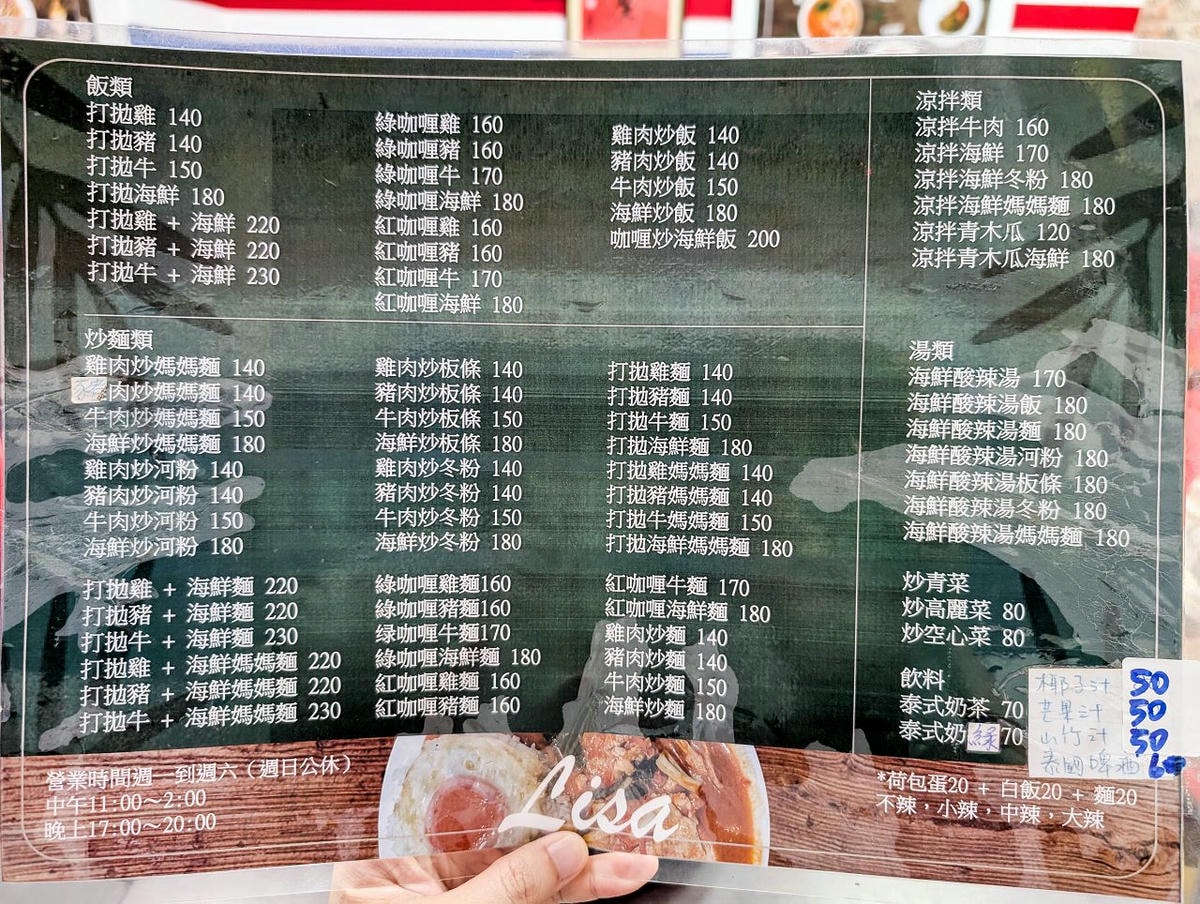 飯類
打拋雞 140
打拋豬 140
打拋牛 150
打拋海鮮 180
打拋雞 + 海鮮 220
打拋豬 + 海鮮 220
打拋牛 + 海鮮 230
綠咖喱雞 160
綠咖喱豬 160
綠咖喱牛 170
綠咖喱海鮮 180
紅咖喱雞 160
紅咖喱豬 160
紅咖喱牛 170
紅咖喱海鮮 180
雞肉炒飯 140
豬肉炒飯 140
牛肉炒飯 150
海鮮炒飯 180
咖喱炒海鮮飯 200
涼拌類
涼拌牛肉 160
涼拌海鮮 170
涼拌海鮮冬粉 180
涼拌海鮮媽媽麵 180
涼拌青木瓜 120
涼拌青木瓜海鮮 180
炒麵類
雞肉炒媽媽麵 140
肉炒媽媽麵 140
牛肉炒媽媽麵 150
海鮮炒媽媽麵 180
雞肉炒河粉 140
豬肉炒河粉 140
牛肉炒河粉 150
海鮮炒河粉 180
雞肉炒板條 140
豬肉炒板條 140
牛肉炒板條 150
海鮮炒板條 180
雞肉炒冬粉 140
豬肉炒冬粉 140
牛肉炒冬粉 150
海鮮炒冬粉 180
打拋雞麵 140
打拋豬麵 140
打拋牛麵 150
打拋海鮮麵 180
打拋雞媽媽麵 140
打拋豬媽媽麵 140
打拋牛媽媽麵 150
打拋海鮮媽媽麵 180
打拋雞 + 海鮮麵 220
打拋豬 + 海鮮麵 220
打拋牛 + 海鮮麵 230
打拋雞 + 海鮮媽媽麵 220
打拋豬 + 海鮮媽媽麵 220
打拋牛 + 海鮮媽媽麵 230
綠咖喱雞麵160
綠咖喱豬麵160
绿咖喱牛麵170
綠咖喱海鮮麵 180
紅咖喱雞麵 160
紅咖喱豬麵 160
紅咖喱牛麵 170
紅咖喱海鮮麵 180
雞肉炒麵 140
豬肉炒麵 140
牛肉炒麵 150
海鮮炒麵 180
湯類
海鮮酸辣湯 170
海鮮酸辣湯飯 180
海鮮酸辣湯麵 180
海鮮酸辣湯河粉 180
海鮮酸辣湯板條 180
海鮮酸辣湯冬粉 180
海鮮酸辣湯媽媽麵 180
炒青菜
炒高麗菜 80
炒空心菜 80
飲料
泰式奶茶 70
泰式奶綠70
椰子汁 50
芒果汁 50
山竹汁 50
泰國啤酒
營業時間週一到週六（週日公休）
中午11:00～2:00
晚上17:00～20:00
Lisa
*荷包蛋20 + 白飯20 + 麵20
不辣，小辣，中辣，大辣